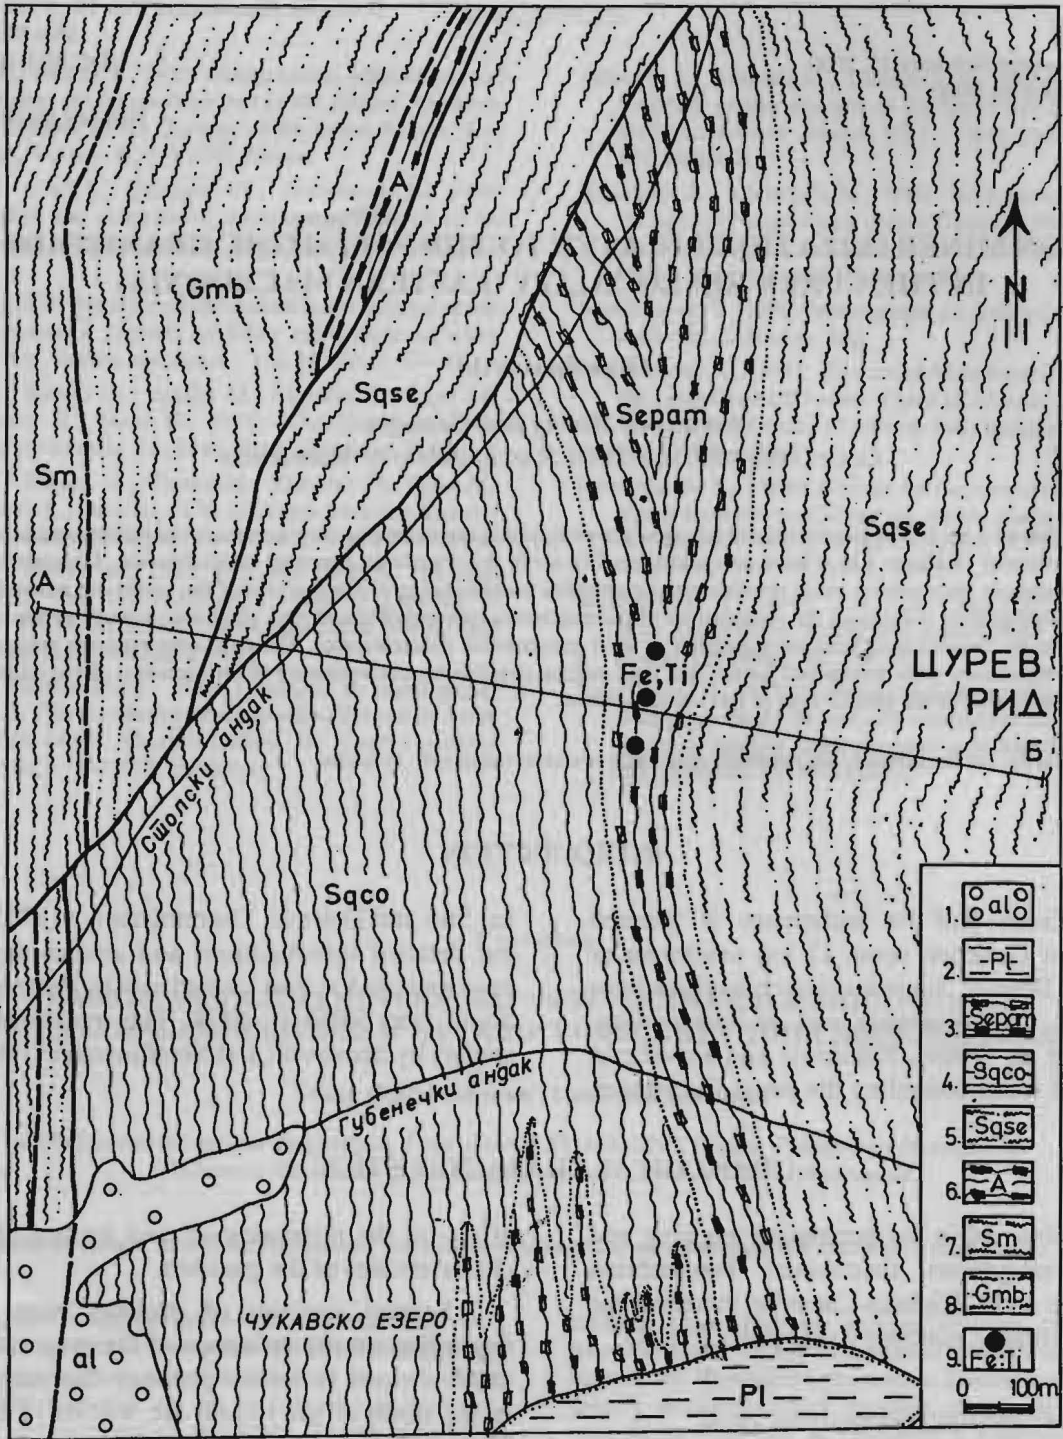 А
Gmb
N
Sqse
Sepam
Sm
Sqse
А
Fe;Ti
ЦУРЕВ
РИД
Б
Сшолски андак
Sqco
Губенечки андак
ЧУКАВСКО ЕЗЕРО
al
Pl
1. al
2. -Pl-
3. Sepam
4. Sqco
5. Sqse
6. A
7. Sm
8. Gmb
9. Fe:Ti
0 100m